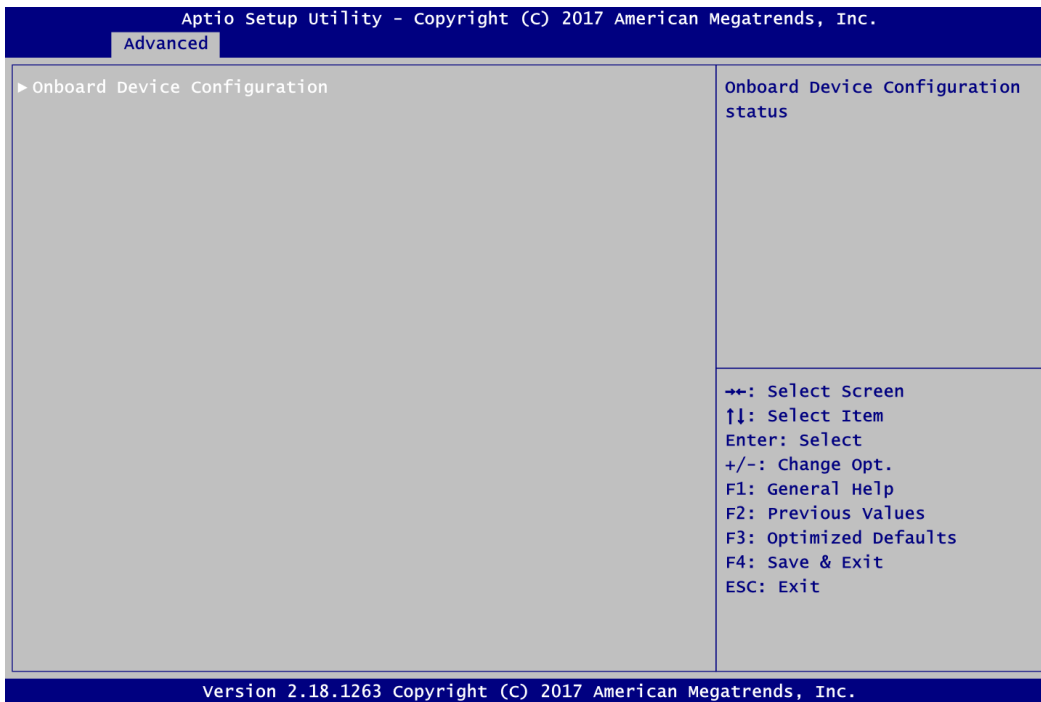 Aptio Setup Utility - Copyright (C) 2017 American Megatrends, Inc.
Advanced
▶ Onboard Device Configuration
Onboard Device Configuration
status
→←: Select Screen
↑↓: Select Item
Enter: Select
+/-: Change Opt.
F1: General Help
F2: Previous Values
F3: Optimized Defaults
F4: Save & Exit
ESC: Exit
Version 2.18.1263 Copyright (C) 2017 American Megatrends, Inc.